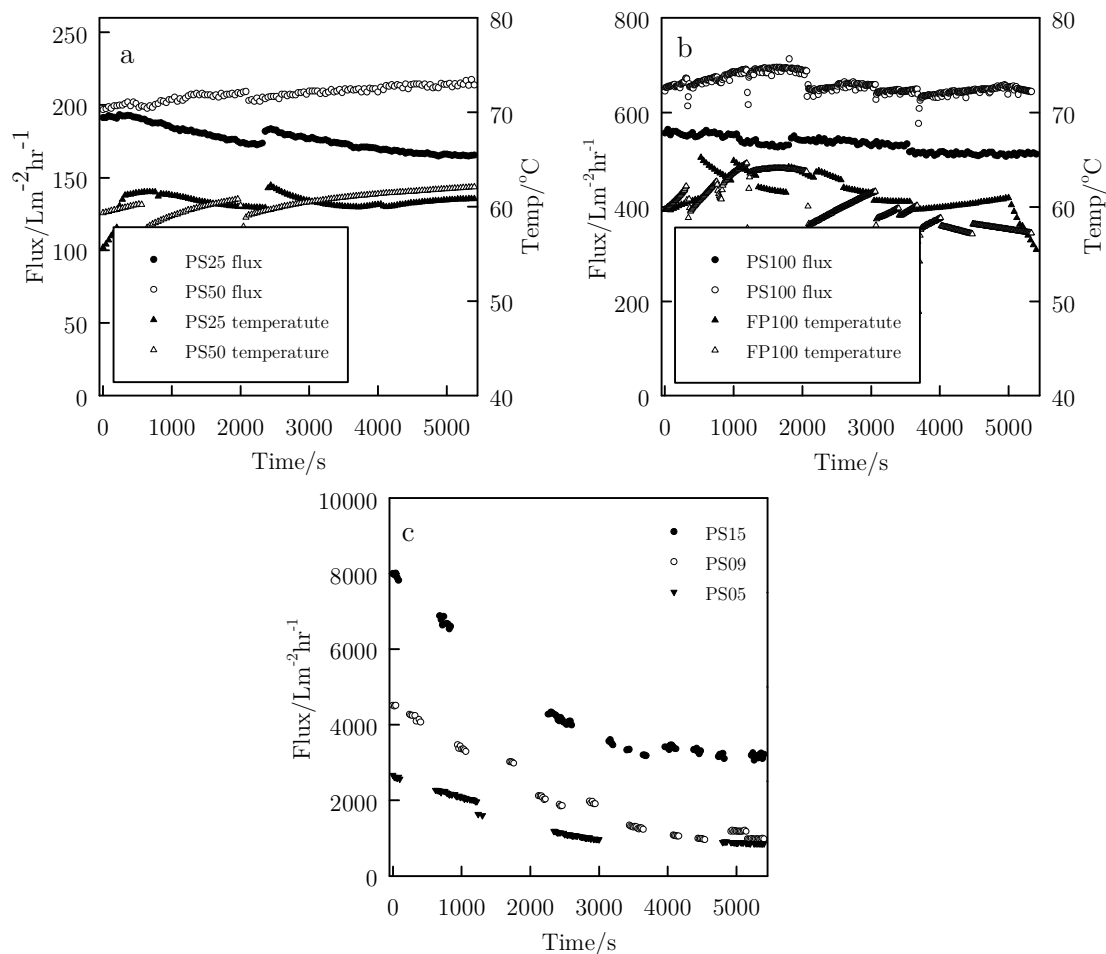 a
Flux/Lm⁻²hr⁻¹
250
200
150
100
50
0
80
70
60
50
40
Temp/°C
PS25 flux
PS50 flux
PS25 temperatute
PS50 temperature
0 1000 2000 3000 4000 5000
Time/s
b
Flux/Lm⁻²hr⁻¹
800
600
400
200
0
80
70
60
50
40
Temp/°C
PS100 flux
PS100 flux
FP100 temperatute
FP100 temperature
0 1000 2000 3000 4000 5000
Time/s
c
Flux/Lm⁻²hr⁻¹
10000
8000
6000
4000
2000
0
PS15
PS09
PS05
0 1000 2000 3000 4000 5000
Time/s